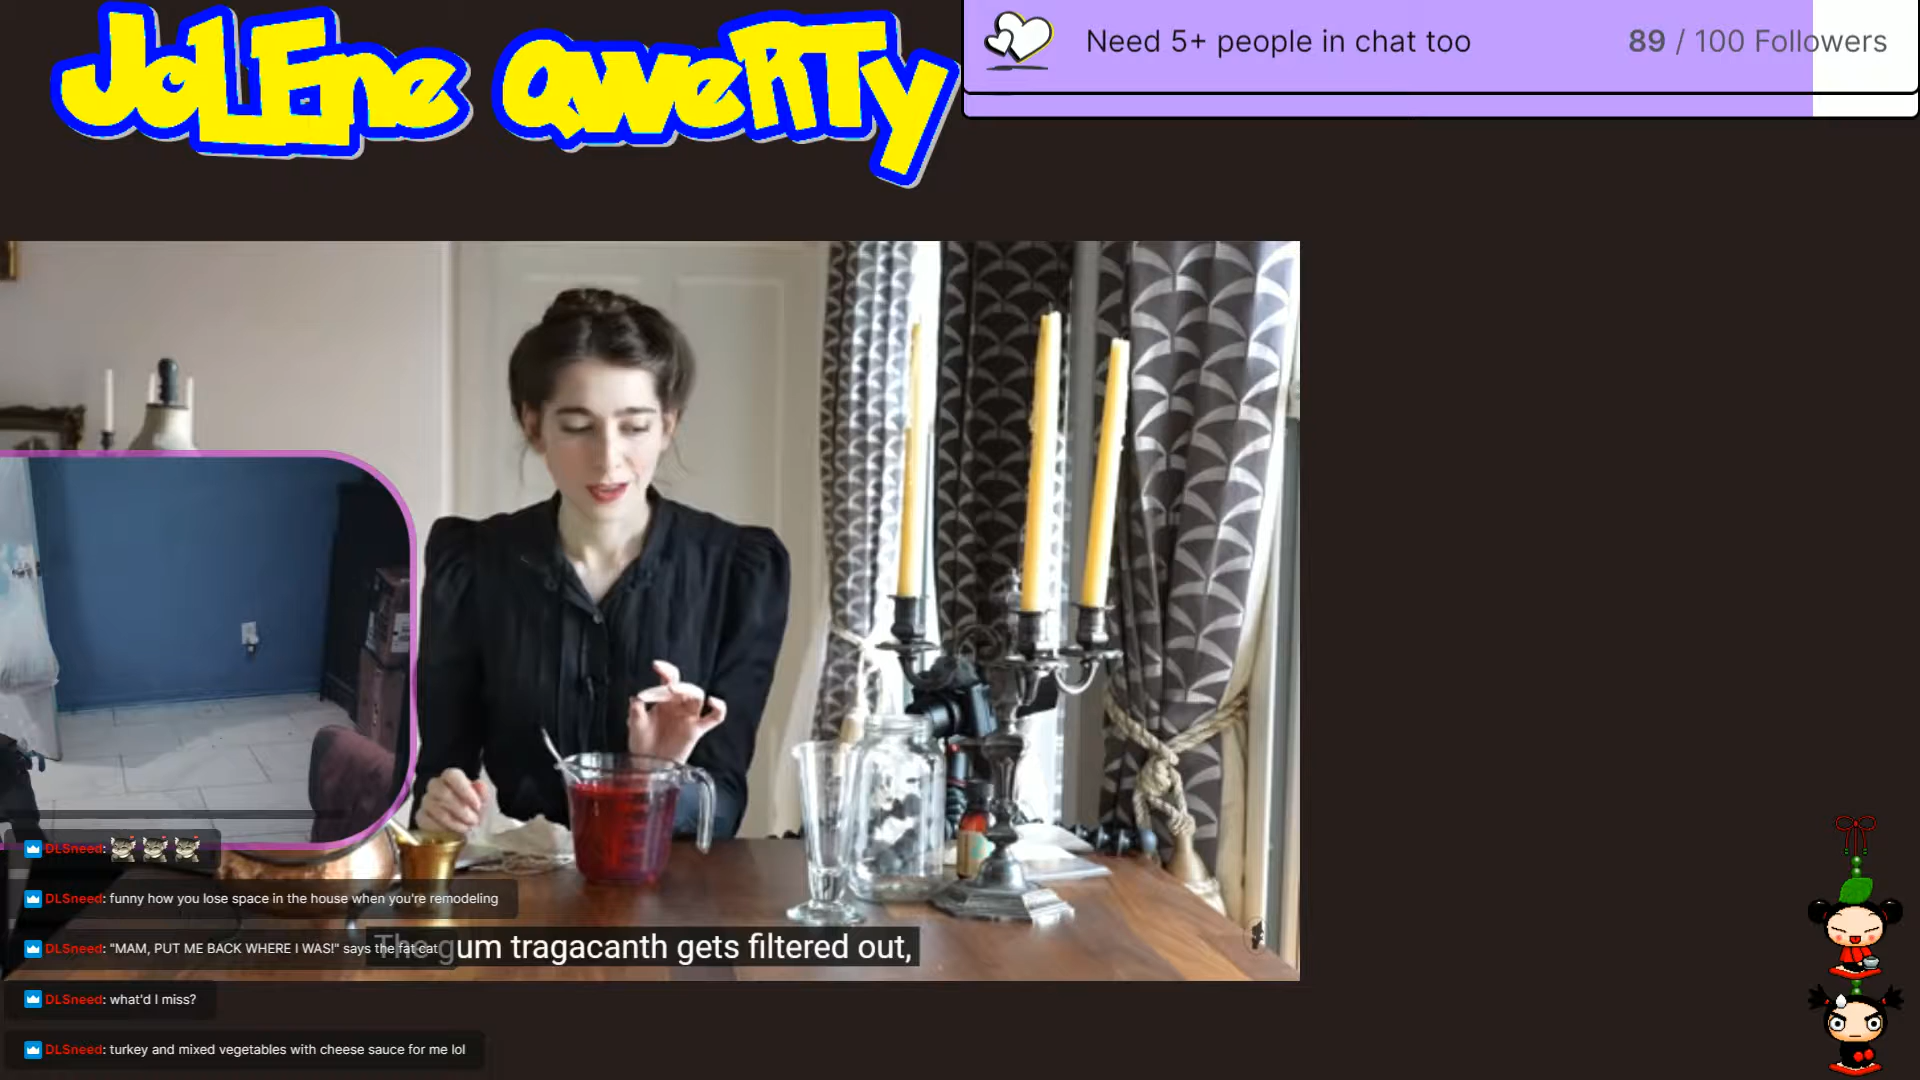 JoLEne QweRTy
Need 5+ people in chat too
89 / 100 Followers
DLSneed:
DLSneed: funny how you lose space in the house when you're remodeling
DLSneed: "MAM, PUT ME BACK WHERE I WAS!" says the fat cat
The gum tragacanth gets filtered out,
DLSneed: what'd I miss?
DLSneed: turkey and mixed vegetables with cheese sauce for me lol